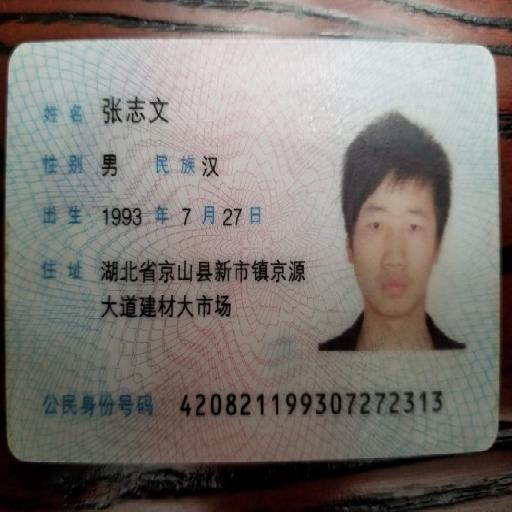 姓名 张志文
性别 男 民族 汉
出生 1993 年 7 月 27 日
住址 湖北省京山县新市镇京源
大道建材大市场
公民身份号码 420821199307272313